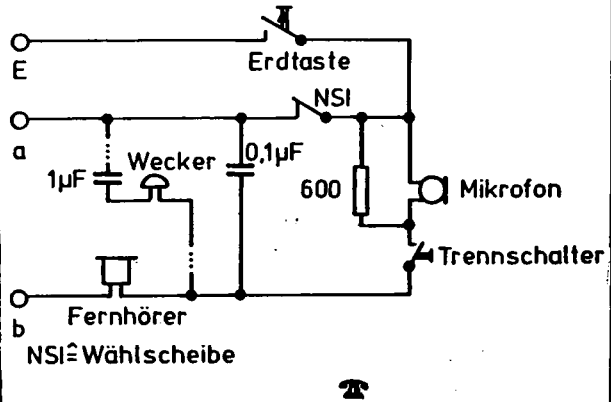 E
Erdtaste
a
NSI
1µF
Wecker
0,1µF
600
Mikrofon
Trennschalter
b
Fernhörer
NSI≙Wählscheibe